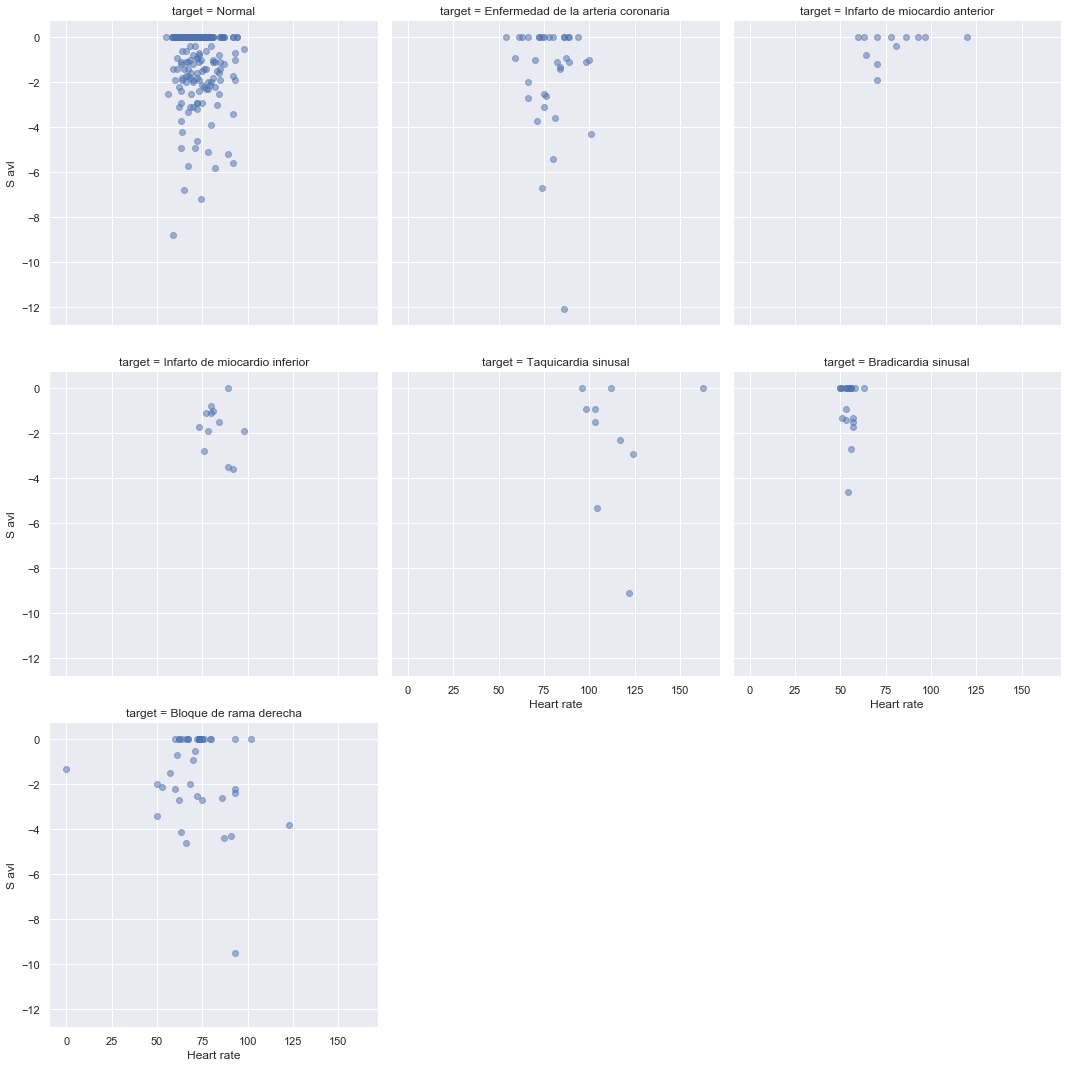 target = Normal
target = Enfermedad de la arteria coronaria
target = Infarto de miocardio anterior
0
−2
−4
−6
−8
−10
−12
S avl
target = Infarto de miocardio inferior
target = Taquicardia sinusal
target = Bradicardia sinusal
0
−2
−4
−6
−8
−10
−12
S avl
0 25 50 75 100 125 150
Heart rate
0 25 50 75 100 125 150
Heart rate
target = Bloque de rama derecha
0
−2
−4
−6
−8
−10
−12
S avl
0 25 50 75 100 125 150
Heart rate